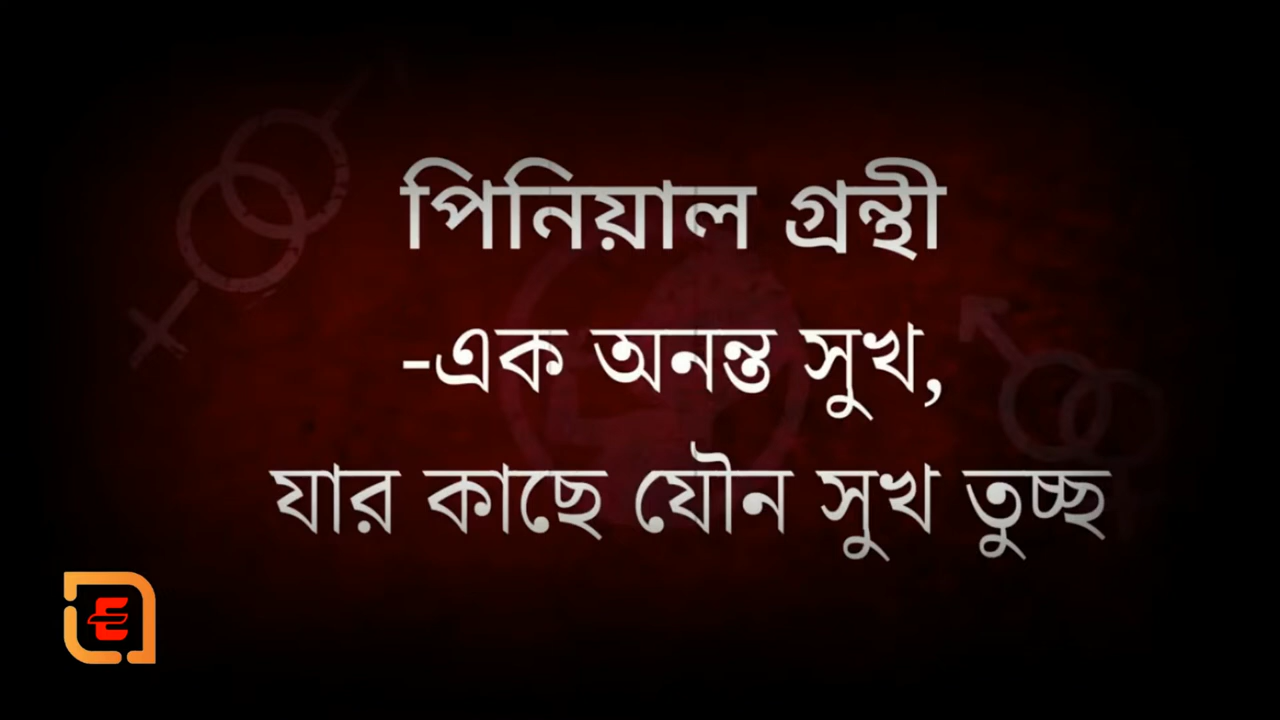 পিনিয়াল গ্রন্থী
-এক অনন্ত সুখ,
যার কাছে যৌন সুখ তুচ্ছ
E